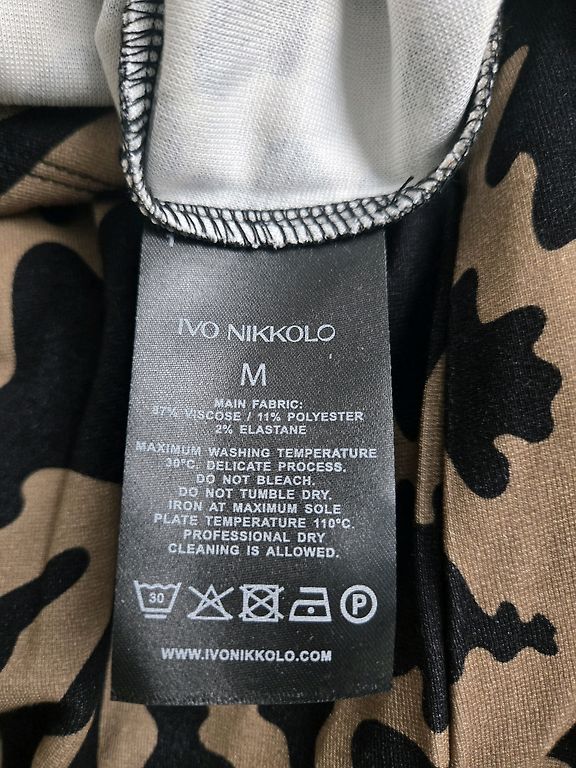 IVO NIKKOLO
M
MAIN FABRIC:
87% VISCOSE / 11% POLYESTER
2% ELASTANE
MAXIMUM WASHING TEMPERATURE
30°C. DELICATE PROCESS.
DO NOT BLEACH.
DO NOT TUMBLE DRY.
IRON AT MAXIMUM SOLE
PLATE TEMPERATURE 110°C.
PROFESSIONAL DRY
CLEANING IS ALLOWED.
30 P
WWW.IVONIKKOLO.COM